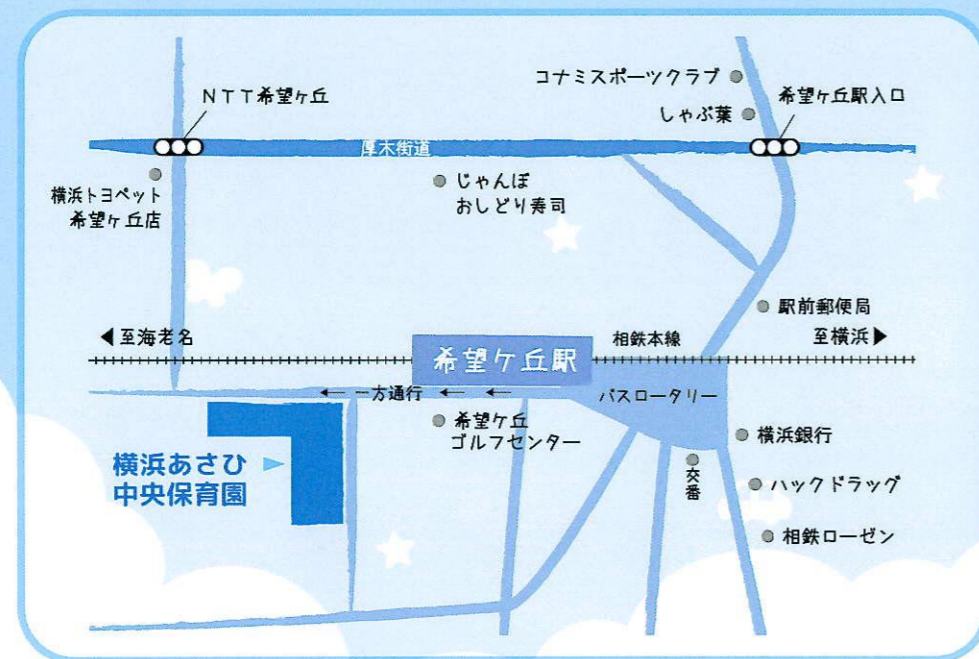 コナミスポーツクラブ
しゃぶ葉
希望ヶ丘駅入口
NTT希望ヶ丘
厚木街道
横浜トヨペット
希望ヶ丘店
じゃんぼ
おしどり寿司
駅前郵便局
◀至海老名
希望ケ丘駅
相鉄本線
至横浜▶
← 一方通行 ← ←
バスロータリー
希望ケ丘
ゴルフセンター
横浜銀行
交番
ハックドラッグ
相鉄ローゼン
横浜あさひ
中央保育園